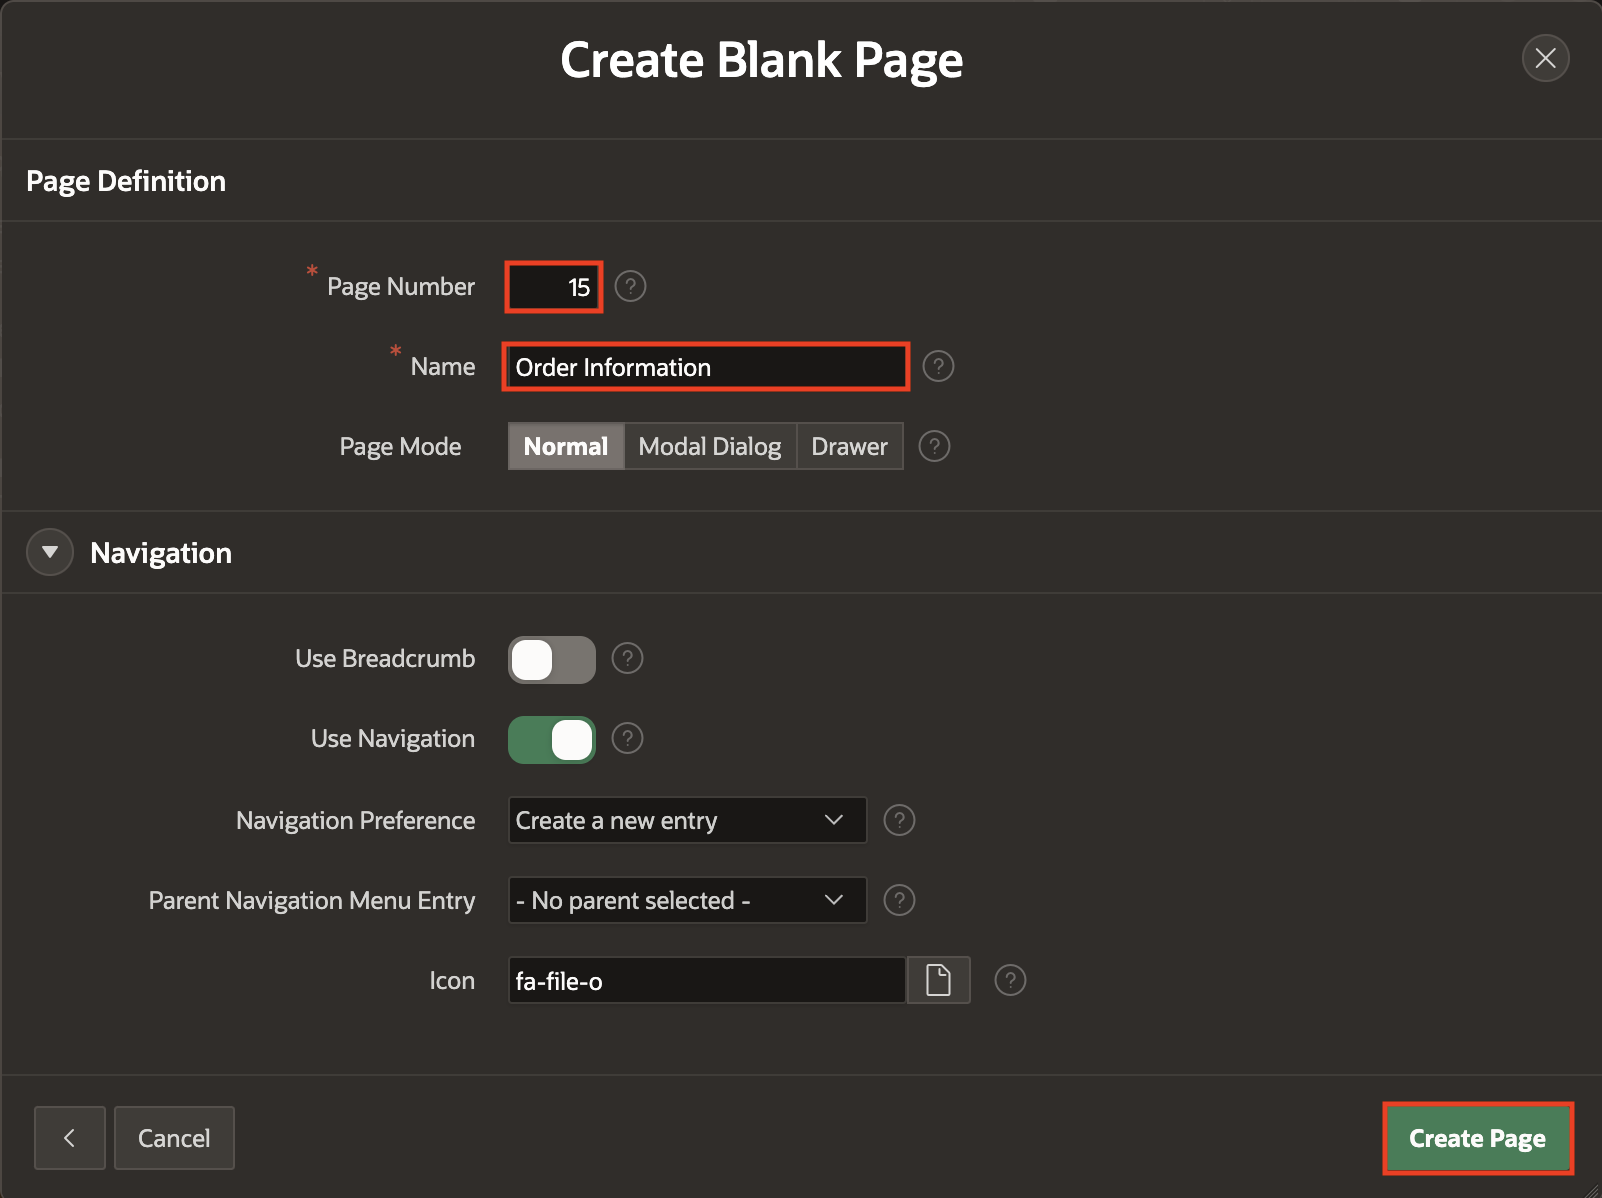 Create Blank Page
Page Definition
* Page Number 15 ?
* Name Order Information ?
Page Mode Normal Modal Dialog Drawer ?
Navigation
Use Breadcrumb ?
Use Navigation ?
Navigation Preference Create a new entry ?
Parent Navigation Menu Entry - No parent selected - ?
Icon fa-file-o ?
Cancel Create Page